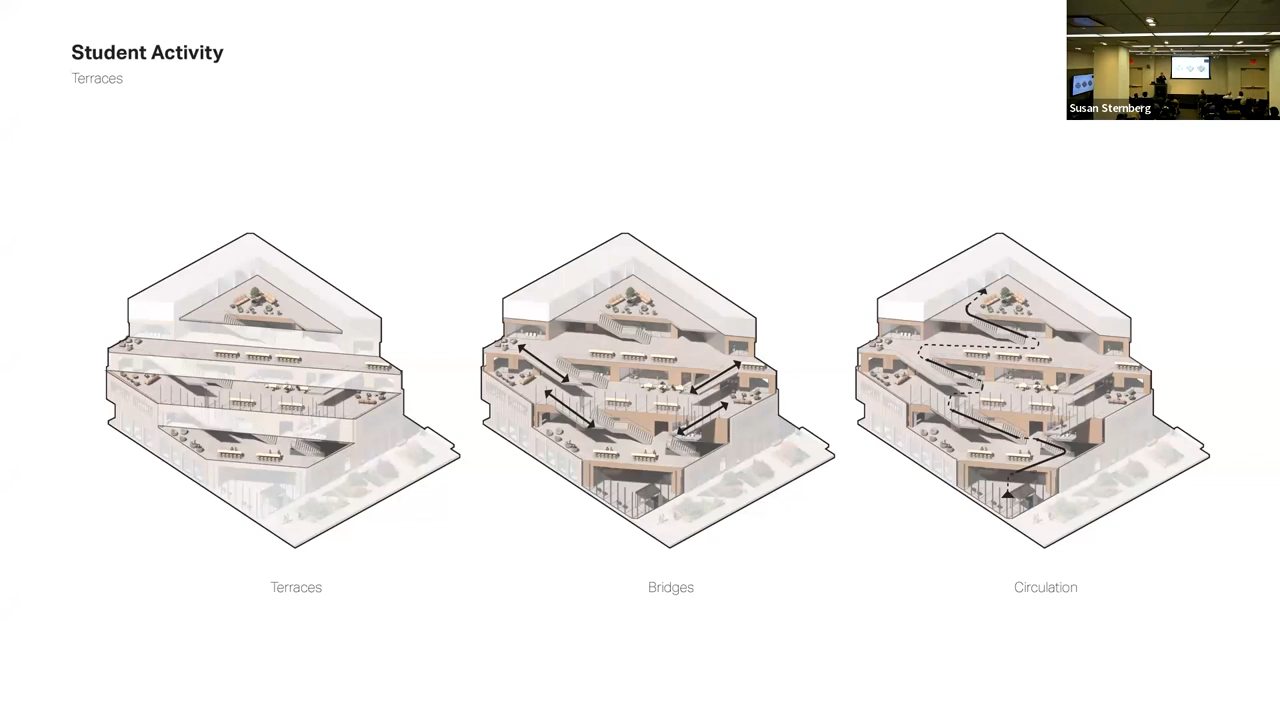 Student Activity
Terraces
Susan Sternberg
Terraces
Bridges
Circulation